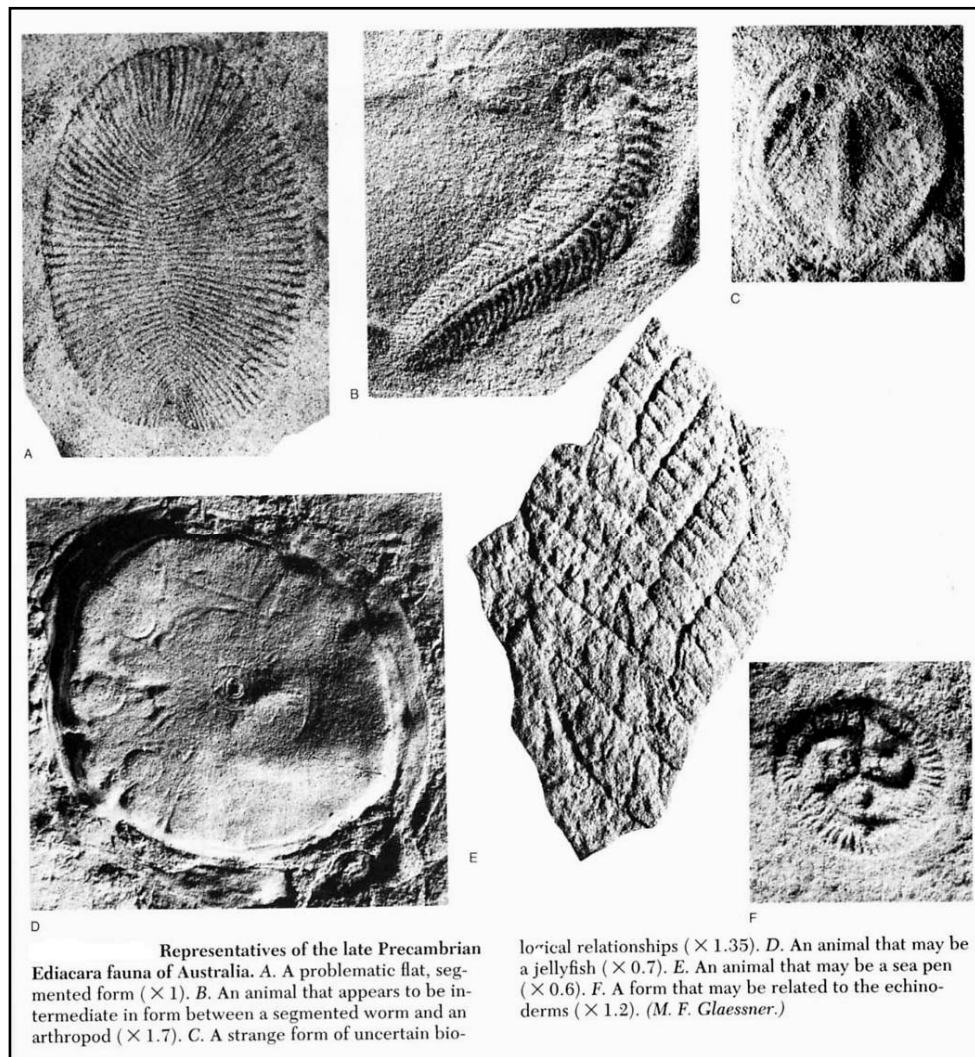 A
B
C
D
E
F
Representatives of the late Precambrian
Ediacara fauna of Australia. A. A problematic flat, seg-
mented form (× 1). B. An animal that appears to be in-
termediate in form between a segmented worm and an
arthropod (× 1.7). C. A strange form of uncertain bio-
logical relationships (× 1.35). D. An animal that may be
a jellyfish (× 0.7). E. An animal that may be a sea pen
(× 0.6). F. A form that may be related to the echino-
derms (× 1.2). (M. F. Glaessner.)